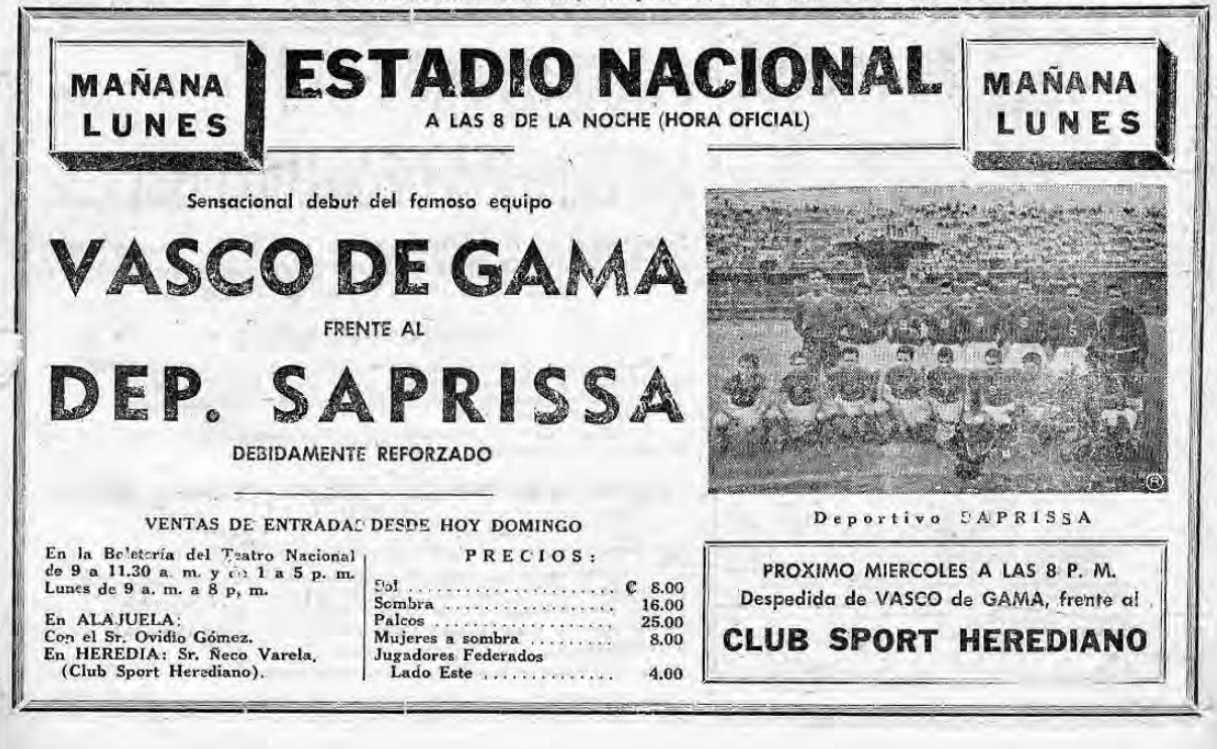 MAÑANA
LUNES
ESTADIO NACIONAL
A LAS 8 DE LA NOCHE (HORA OFICIAL)
MAÑANA
LUNES
Sensacional debut del famoso equipo
VASCO DE GAMA
FRENTE AL
DEP. SAPRISSA
DEBIDAMENTE REFORZADO
VENTAS DE ENTRADAS DESDE HOY DOMINGO
En la Boletería del Teatro Nacional
de 9 a 11.30 a. m. y de 1 a 5 p. m.
Lunes de 9 a. m. a 8 p, m.
En ALAJUELA:
Con el Sr. Ovidio Gómez.
En HEREDIA: Sr. Ñeco Varela,
(Club Sport Herediano).
PRECIOS:
Sol ...................... ₡ 8.00
Sombra .................. 16.00
Palcos .................... 25.00
Mujeres a sombra ......... 8.00
Jugadores Federados
Lado Este .............. 4.00
S S S S S
®
Deportivo SAPRISSA
PROXIMO MIERCOLES A LAS 8 P. M.
Despedida de VASCO de GAMA, frente al
CLUB SPORT HEREDIANO